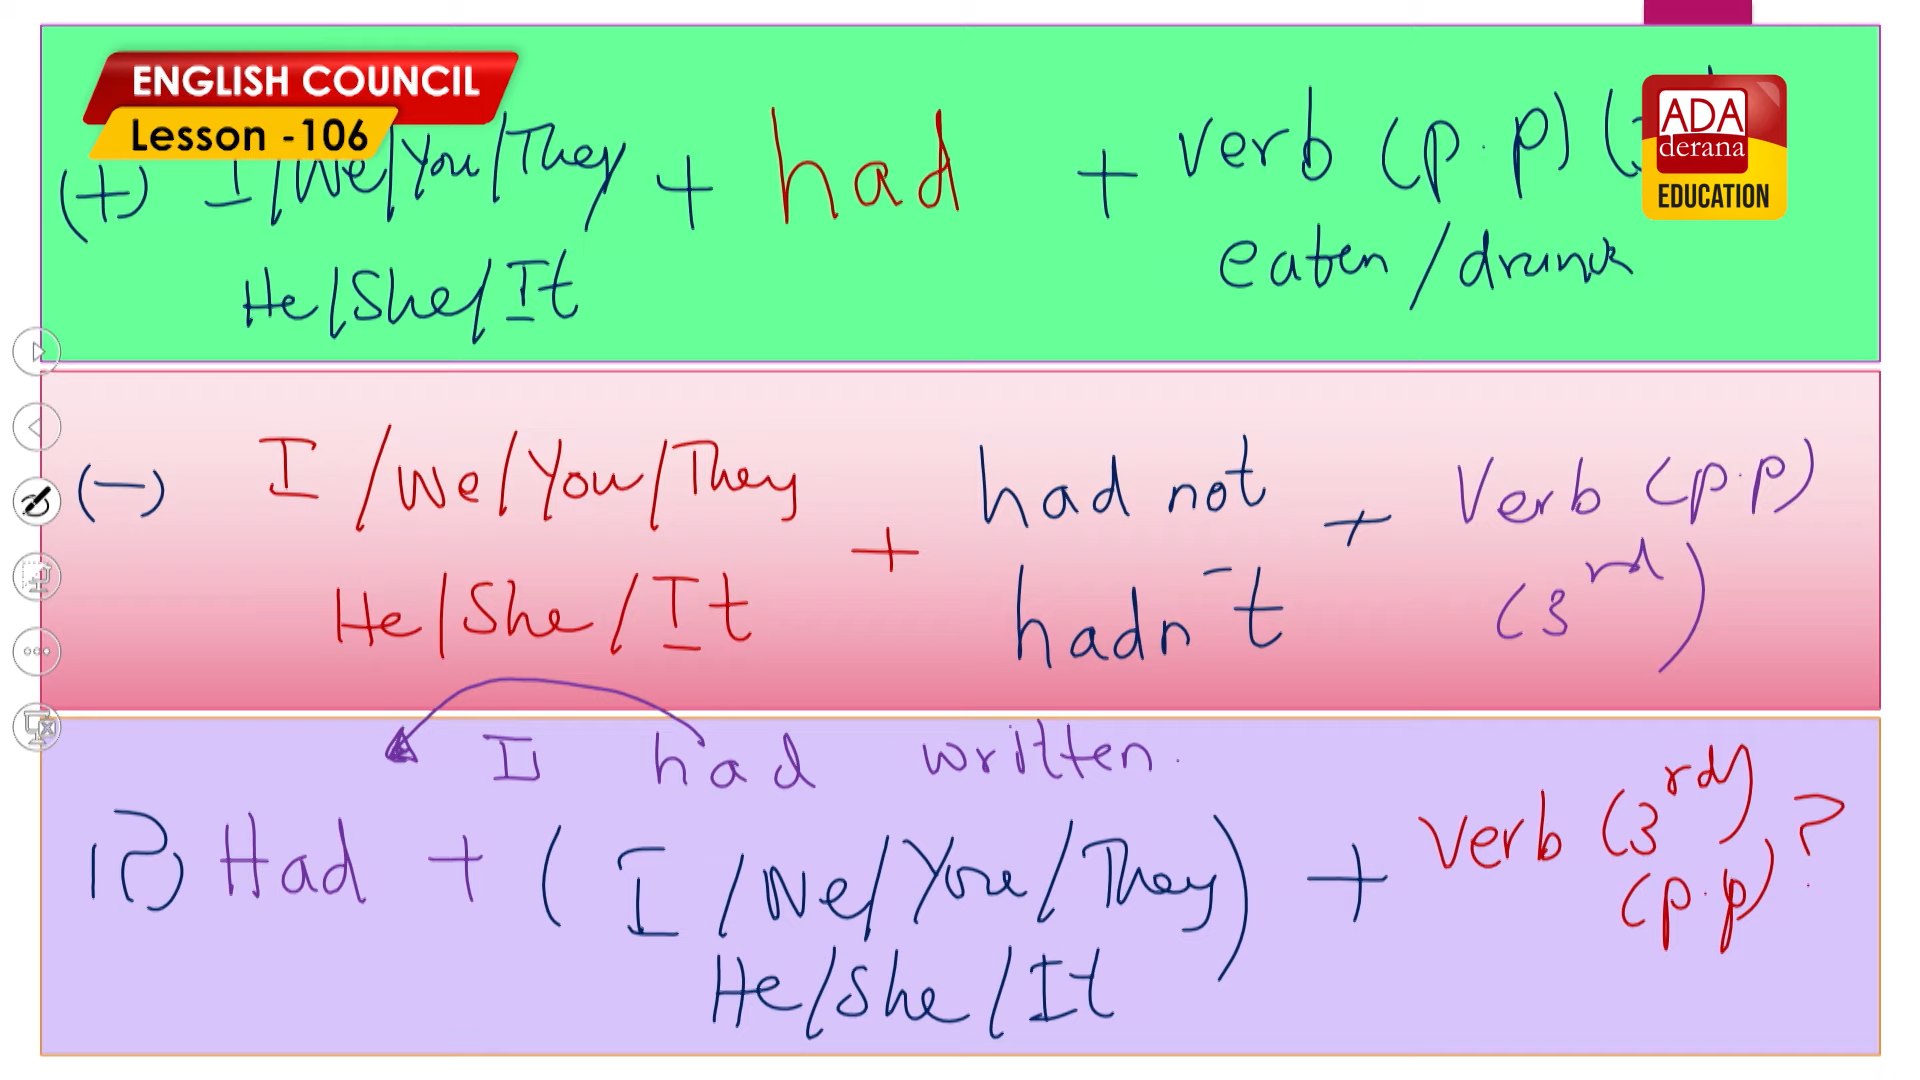 ENGLISH COUNCIL
Lesson - 106
ADA
derana
EDUCATION
(+) I/We/You/They + had + verb (p.p) (
He/She/It
eaten/drunk
(-) I/We/You/They + had not + Verb (p.p)
He/She/It hadn't (3rd)
I had written.
(?) Had + (I/We/You/They) + Verb (3rd)
He/She/It (p.p) ?